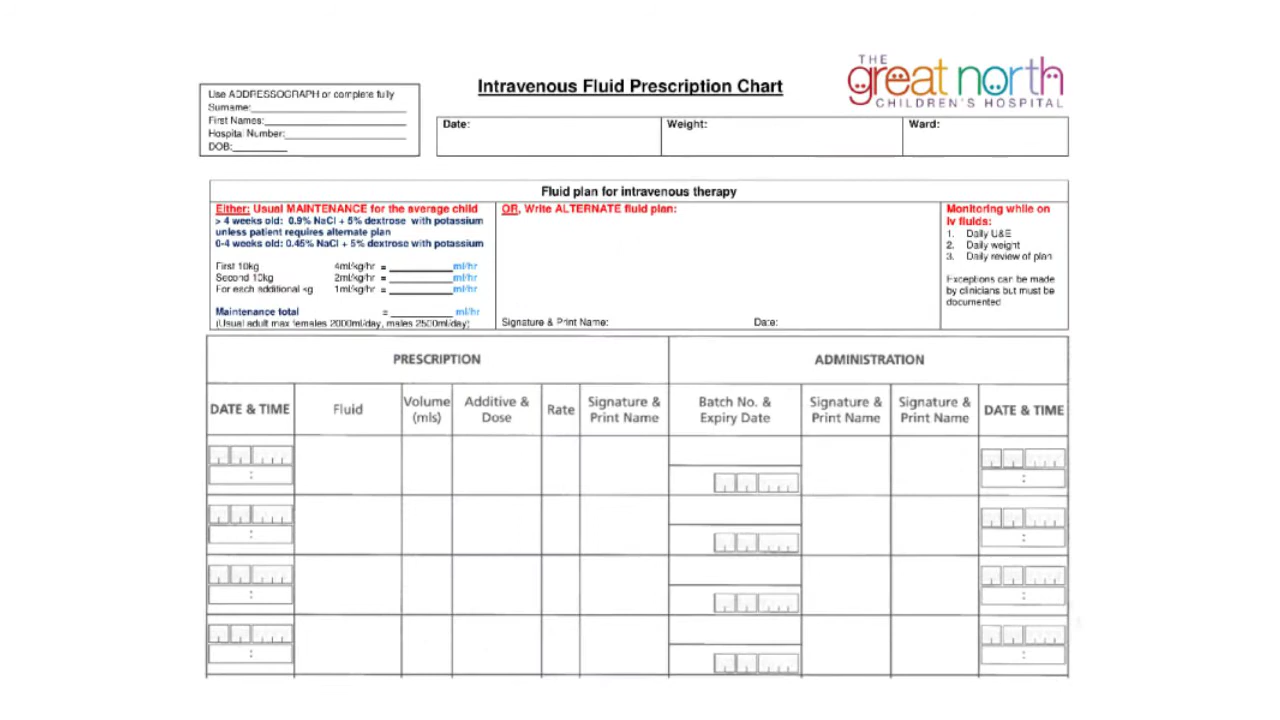 THE
great north
CHILDREN'S HOSPITAL
Intravenous Fluid Prescription Chart
Use ADDRESSOGRAPH or complete fully
Surname:
First Names:
Hospital Number:
DOB:
Date: Weight: Ward:
Fluid plan for intravenous therapy
Either: Usual MAINTENANCE for the average child
> 4 weeks old: 0.9% NaCl + 5% dextrose with potassium
unless patient requires alternate plan
0-4 weeks old: 0.45% NaCl + 5% dextrose with potassium
First 10kg 4ml/kg/hr = ml/hr
Second 10kg 2ml/kg/hr = ml/hr
For each additional kg 1ml/kg/hr = ml/hr
Maintenance total = ml/hr
(Usual adult max females 2000ml/day, males 2500ml/day)
OR, Write ALTERNATE fluid plan:
Signature & Print Name: Date:
Monitoring while on
iv fluids:
1. Daily U&E
2. Daily weight
3. Daily review of plan
Exceptions can be made
by clinicians but must be
documented
PRESCRIPTION ADMINISTRATION
DATE & TIME
Fluid
Volume
(mls)
Additive &
Dose
Rate
Signature &
Print Name
Batch No. &
Expiry Date
Signature &
Print Name
Signature &
Print Name
DATE & TIME
: :
: :
: :
: :